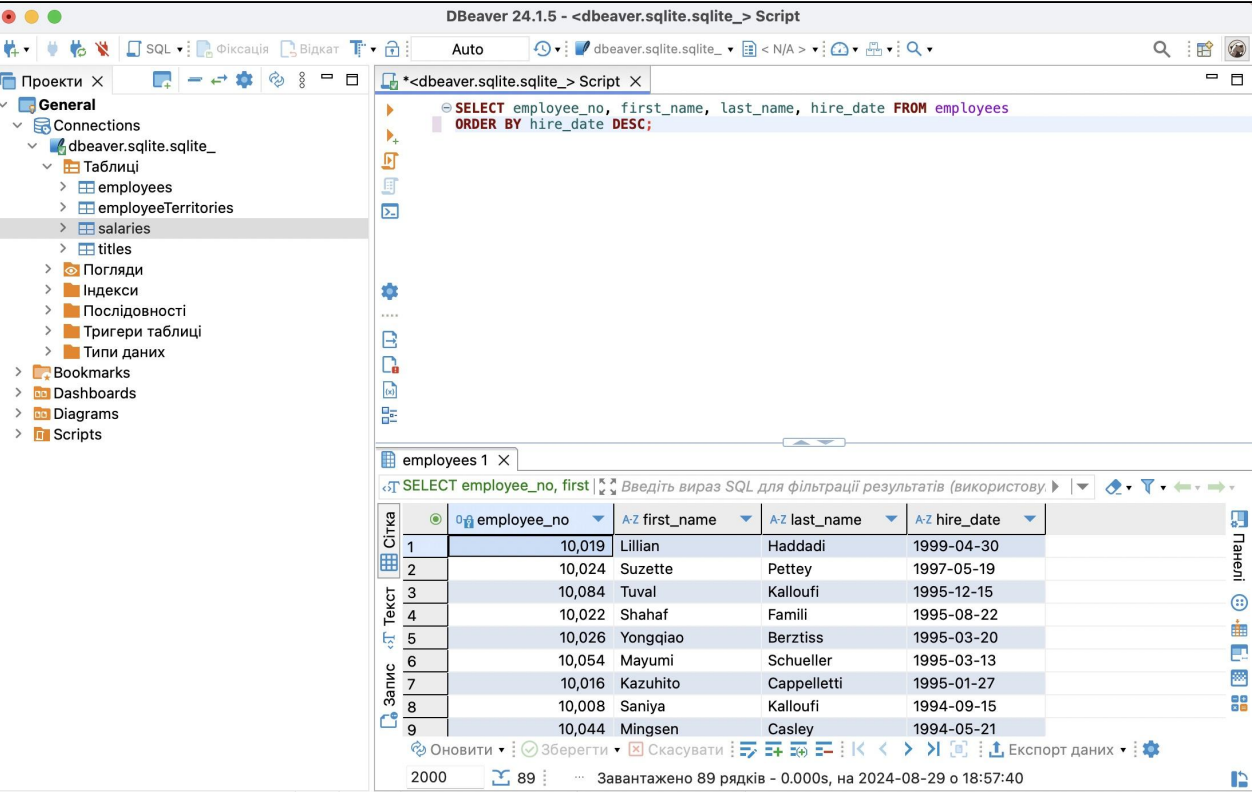 DBeaver 24.1.5 - <dbeaver.sqlite.sqlite_> Script
SQL Фіксація Відкат Auto dbeaver.sqlite.sqlite_ < N/A >
Проекти
General
Connections
dbeaver.sqlite.sqlite_
Таблиці
employees
employeeTerritories
salaries
titles
Погляди
Індекси
Послідовності
Тригери таблиці
Типи даних
Bookmarks
Dashboards
Diagrams
Scripts
*<dbeaver.sqlite.sqlite_> Script
SELECT employee_no, first_name, last_name, hire_date FROM employees
ORDER BY hire_date DESC;
employees 1
SELECT employee_no, first Введіть вираз SQL для фільтрації результатів (використову
Сітка
Текст
Запис
employee_no A-Z first_name A-Z last_name A-Z hire_date
1 10,019 Lillian Haddadi 1999-04-30
2 10,024 Suzette Pettey 1997-05-19
3 10,084 Tuval Kalloufi 1995-12-15
4 10,022 Shahaf Famili 1995-08-22
5 10,026 Yongqiao Berztiss 1995-03-20
6 10,054 Mayumi Schueller 1995-03-13
7 10,016 Kazuhito Cappelletti 1995-01-27
8 10,008 Saniya Kalloufi 1994-09-15
9 10,044 Mingsen Casley 1994-05-21
Панелі
Оновити Зберегти Скасувати Експорт даних
2000 89 ... Завантажено 89 рядків - 0.000s, на 2024-08-29 о 18:57:40